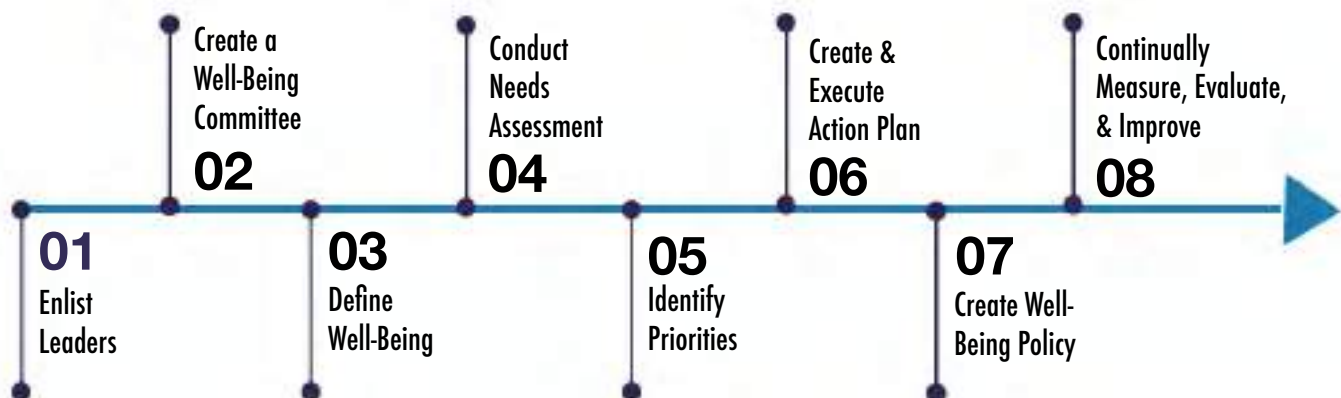 01
Enlist
Leaders
Create a
Well-Being
Committee
02
03
Define
Well-Being
Conduct
Needs
Assessment
04
05
Identify
Priorities
Create &
Execute
Action Plan
06
07
Create Well-
Being Policy
Continually
Measure, Evaluate,
& Improve
08